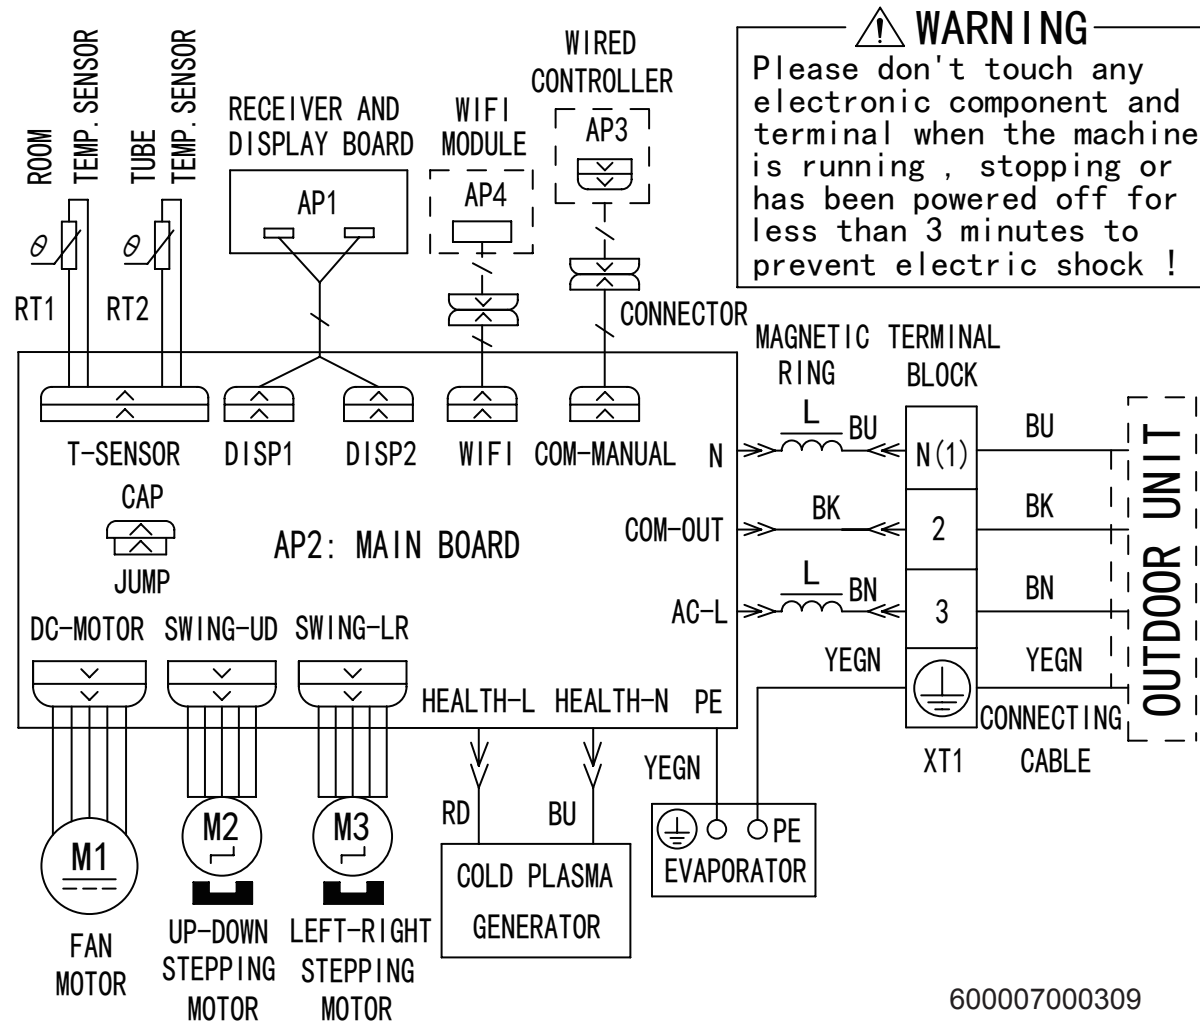 WARNING
Please don't touch any
electronic component and
terminal when the machine
is running , stopping or
has been powered off for
less than 3 minutes to
prevent electric shock !
ROOM
TEMP. SENSOR
TUBE
TEMP. SENSOR
RECEIVER AND
DISPLAY BOARD
WIFI
MODULE
WIRED
CONTROLLER
AP1
AP4
AP3
θ
θ
RT1
RT2
CONNECTOR
MAGNETIC
RING
TERMINAL
BLOCK
T-SENSOR
DISP1
DISP2
WIFI
COM-MANUAL
N
L
BU
N(1)
BU
CAP
JUMP
AP2: MAIN BOARD
COM-OUT
BK
2
BK
AC-L
L
BN
3
BN
OUTDOOR UNIT
DC-MOTOR
SWING-UD
SWING-LR
YEGN
YEGN
HEALTH-L
HEALTH-N
PE
CONNECTING
CABLE
XT1
YEGN
RD
BU
M1
M2
M3
PE
EVAPORATOR
COLD PLASMA
GENERATOR
FAN
MOTOR
UP-DOWN
STEPPING
MOTOR
LEFT-RIGHT
STEPPING
MOTOR
600007000309